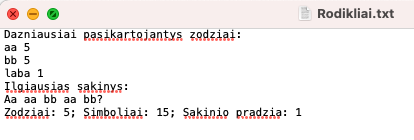 Rodikliai.txt
Dazniausiai pasikartojantys zodziai:
aa 5
bb 5
laba 1
Ilgiausias sakinys:
Aa aa bb aa bb?
Zodziai: 5; Simboliai: 15; Sakinio pradzia: 1